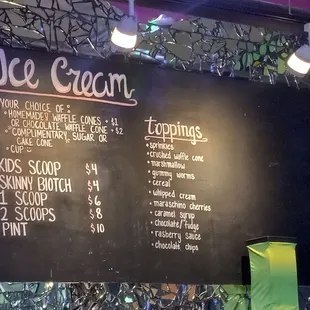 Ice Cream
YOUR CHOICE OF:
HOMEMADE WAFFLE CONES +$1
OR CHOCOLATE WAFFLE CONE +$2
COMPLIMENTARY SUGAR OR
CAKE CONE
CUP
KIDS SCOOP $4
SKINNY BIOTCH $4
1 SCOOP $6
2 SCOOPS $8
PINT $10
toppings
sprinkles
crushed waffle cone
marshmallow
gummy worms
cereal
whipped cream
maraschino cherries
caramel syrup
chocolate/fudge
rasberry sauce
chocolate chips